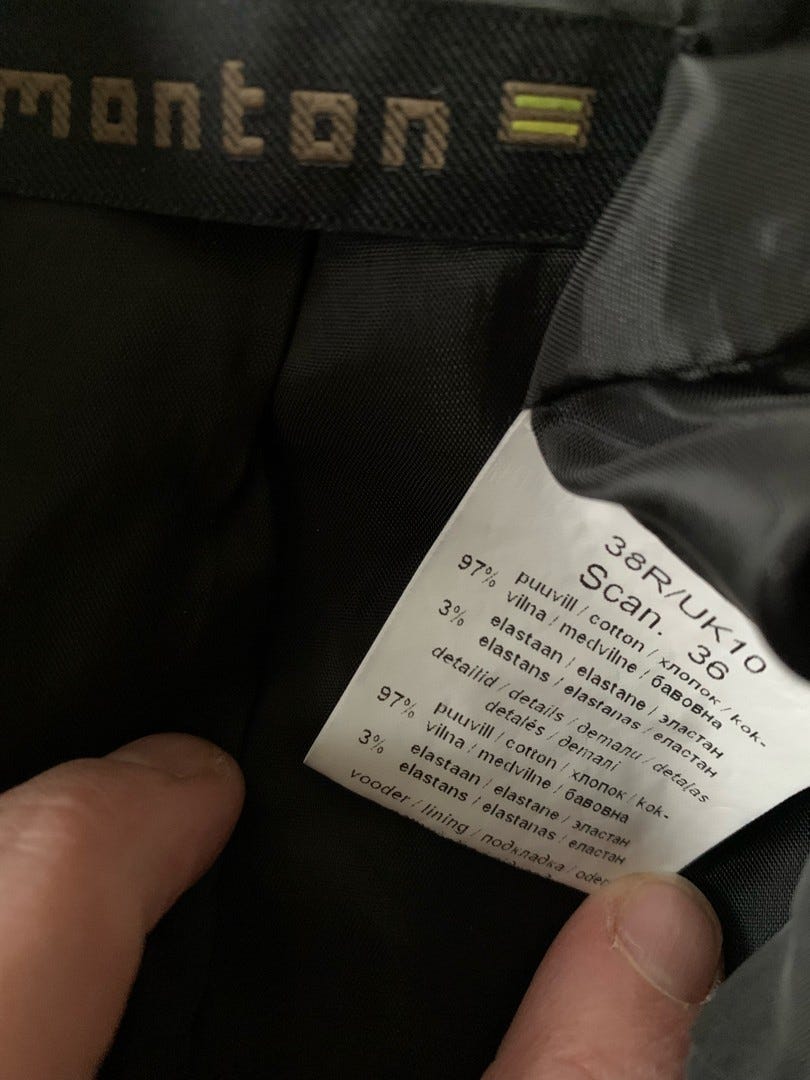 monton
38R/UK10
Scan. 36
97% puuvill / cotton / хлопок / kok-
vilna / medvilne / бавовна
3% elastaan / elastane / эластан
elastans / elastanas / еластан
detailid / details / детали / detaļas
detalės / деталі
97% puuvill / cotton / хлопок / kok-
vilna / medvilne / бавовна
3% elastaan / elastane / эластан
elastans / elastanas / еластан
vooder / lining / подкладка / oder